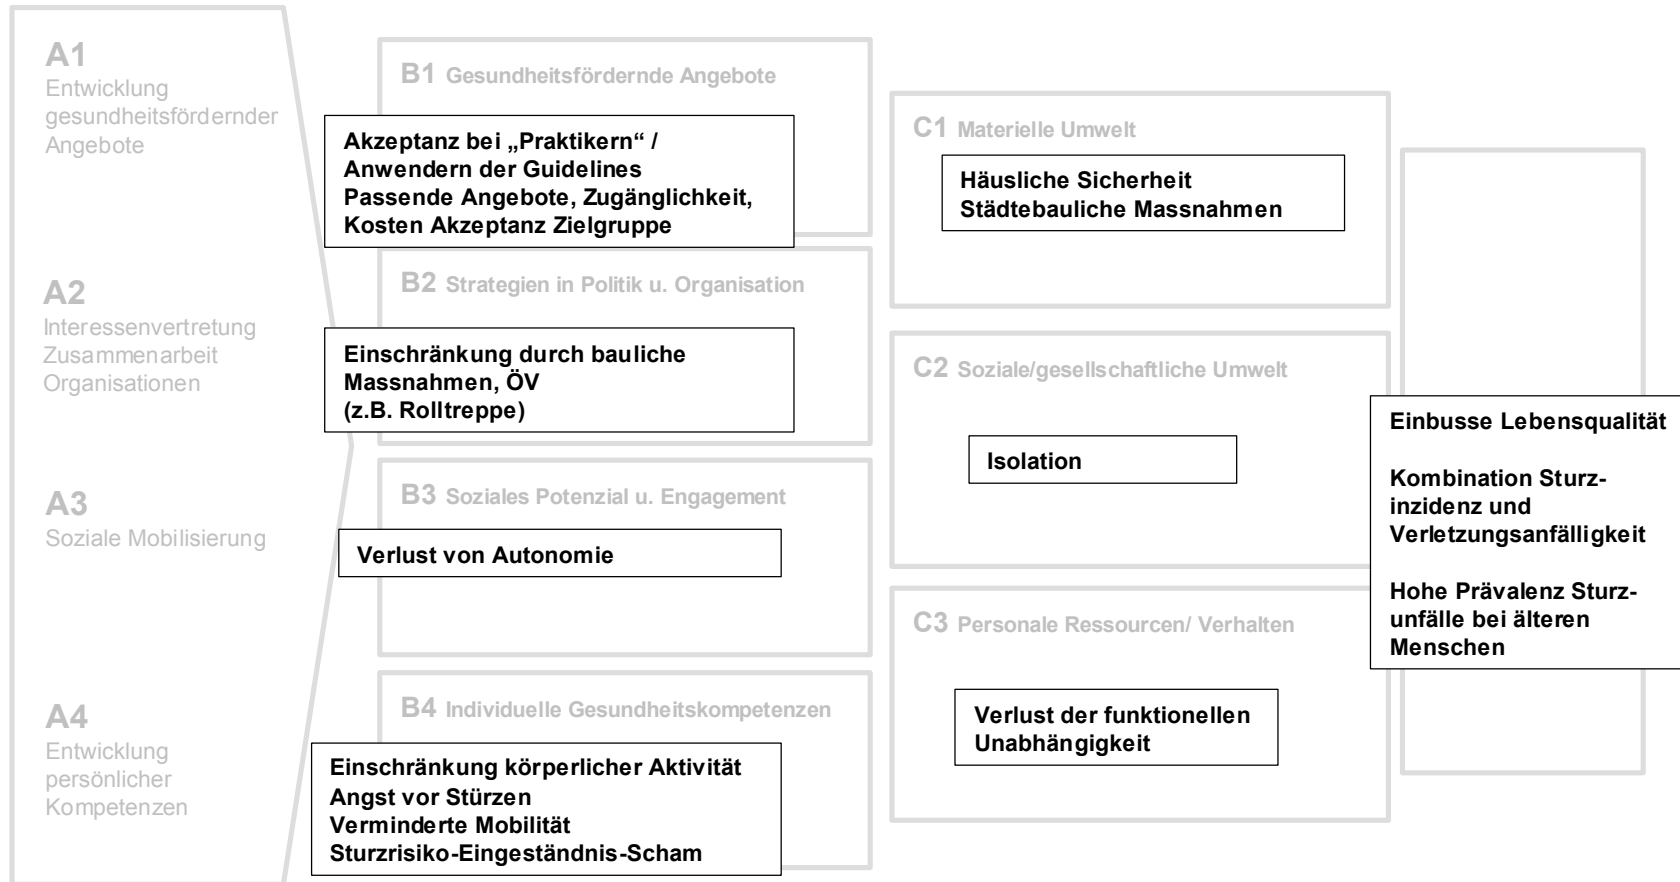 A1
Entwicklung
gesundheitsfördernder
Angebote
A2
Interessenvertretung
Zusammenarbeit
Organisationen
A3
Soziale Mobilisierung
A4
Entwicklung
persönlicher
Kompetenzen
B1 Gesundheitsfördernde Angebote
Akzeptanz bei „Praktikern“ /
Anwendern der Guidelines
Passende Angebote, Zugänglichkeit,
Kosten Akzeptanz Zielgruppe
B2 Strategien in Politik u. Organisation
Einschränkung durch bauliche
Massnahmen, ÖV
(z.B. Rolltreppe)
B3 Soziales Potenzial u. Engagement
Verlust von Autonomie
B4 Individuelle Gesundheitskompetenzen
Einschränkung körperlicher Aktivität
Angst vor Stürzen
Verminderte Mobilität
Sturzrisiko-Eingeständnis-Scham
C1 Materielle Umwelt
Häusliche Sicherheit
Städtebauliche Massnahmen
C2 Soziale/gesellschaftliche Umwelt
Isolation
C3 Personale Ressourcen/ Verhalten
Verlust der funktionellen
Unabhängigkeit
Einbusse Lebensqualität
Kombination Sturz-
inzidenz und
Verletzungsanfälligkeit
Hohe Prävalenz Sturz-
unfälle bei älteren
Menschen